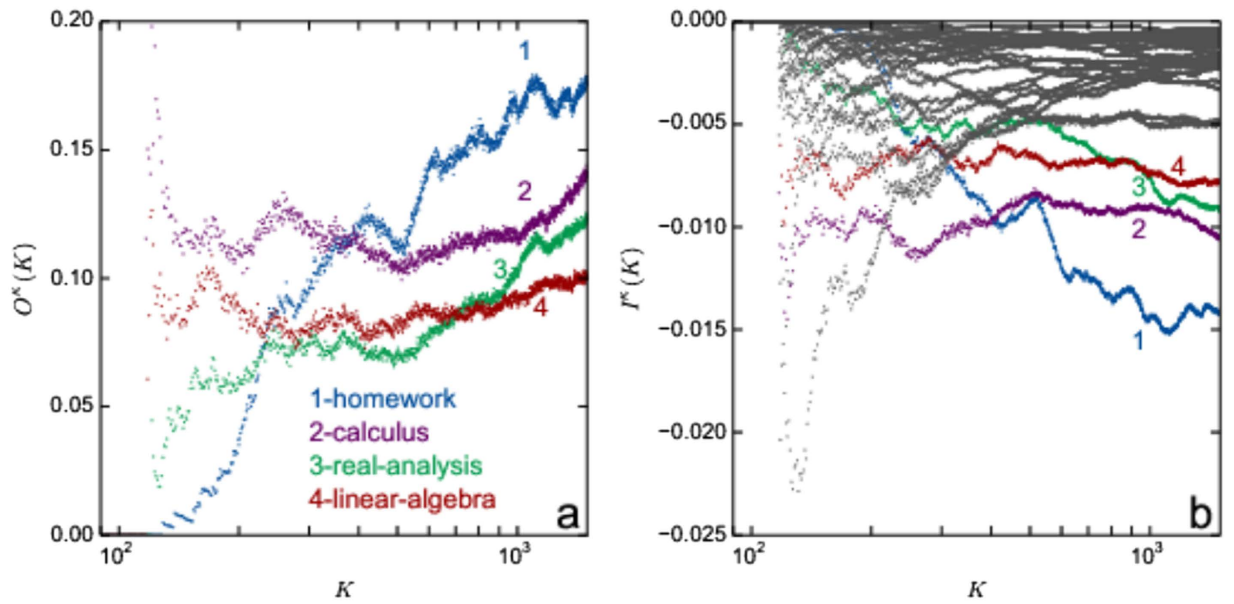 0.20
0.15
0.10
0.05
0.00
O^κ(K)
1
2
3
4
1-homework
2-calculus
3-real-analysis
4-linear-algebra
a
10^2
10^3
K
0.000
−0.005
−0.010
−0.015
−0.020
−0.025
I^κ(K)
4
3
2
1
b
10^2
10^3
K